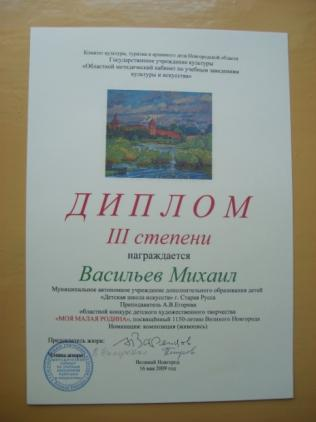 Комитет культуры, туризма и архивного дела Новгородской области
Государственное учреждение культуры
«Областной методический кабинет по учебным заведениям
культуры и искусства»
ДИПЛОМ
III степени
награждается
Васильев Михаил
Муниципальное автономное учреждение дополнительного образования детей
«Детская школа искусств» г. Старая Русса
Преподаватель А.В.Егорова
областной конкурс детского художественного творчества
«МОЯ МАЛАЯ РОДИНА», посвящённый 1150-летию Великого Новгорода
Номинация: композиция (живопись)
Председатель жюри:
Члены жюри:
Великий Новгород
16 мая 2009 год